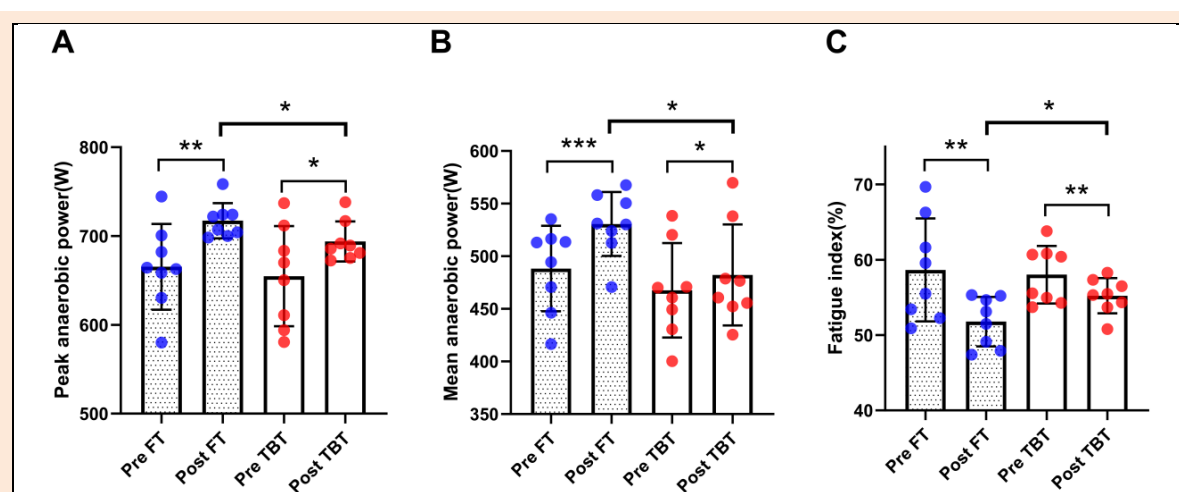 A
B
C
Peak anaerobic power(W)
800
700
600
500
**
*
*
Pre FT
Post FT
Pre TBT
Post TBT
Mean anaerobic power(W)
600
550
500
450
400
350
***
*
*
Pre FT
Post FT
Pre TBT
Post TBT
Fatigue index(%)
70
60
50
40
**
**
*
Pre FT
Post FT
Pre TBT
Post TBT